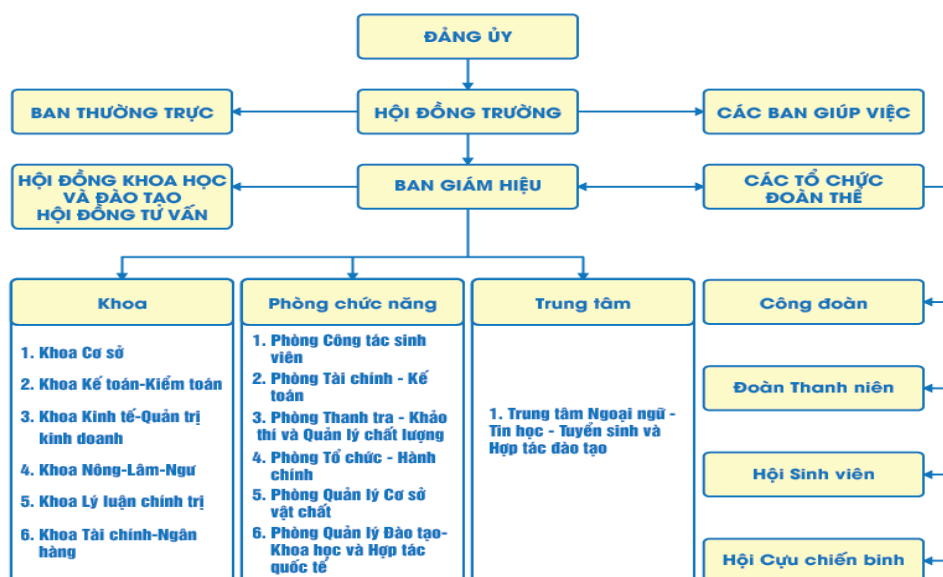 ĐẢNG ỦY
BAN THƯỜNG TRỰC
HỘI ĐỒNG TRƯỜNG
CÁC BAN GIÚP VIỆC
HỘI ĐỒNG KHOA HỌC
VÀ ĐÀO TẠO
HỘI ĐỒNG TƯ VẤN
BAN GIÁM HIỆU
CÁC TỔ CHỨC
ĐOÀN THỂ
Khoa
1. Khoa Cơ sở
2. Khoa Kế toán-Kiểm toán
3. Khoa Kinh tế-Quản trị
kinh doanh
4. Khoa Nông-Lâm-Ngư
5. Khoa Lý luận chính trị
6. Khoa Tài chính-Ngân
hàng
Phòng chức năng
1. Phòng Công tác sinh
viên
2. Phòng Tài chính - Kế
toán
3. Phòng Thanh tra - Khảo
thí và Quản lý chất lượng
4. Phòng Tổ chức - Hành
chính
5. Phòng Quản lý Cơ sở
vật chất
6. Phòng Quản lý Đào tạo-
Khoa học và Hợp tác
quốc tế
Trung tâm
1. Trung tâm Ngoại ngữ -
Tin học - Tuyển sinh và
Hợp tác đào tạo
Công đoàn
Đoàn Thanh niên
Hội Sinh viên
Hội Cựu chiến binh